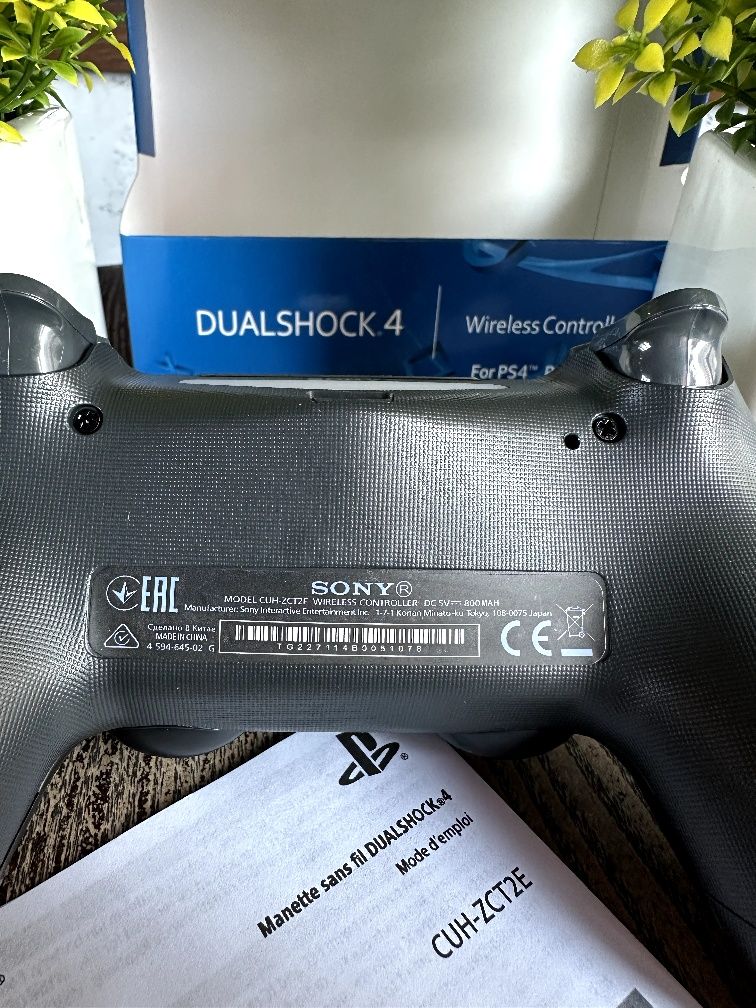 DUALSHOCK®4
Wireless Controll
For PS4™
EAC
SONY®
MODEL CUH-ZCT2E WIRELESS CONTROLLER DC 5V⎓ 800MAH
Manufacturer: Sony Interactive Entertainment Inc. 1-7-1 Konan Minato-ku Tokyo, 108-0075 Japan
Сделано в Китае
MADE IN CHINA
4-594-645-02 G
TG227114B0051078
CE
®
Manette sans fil DUALSHOCK®4
Mode d'emploi
CUH-ZCT2E